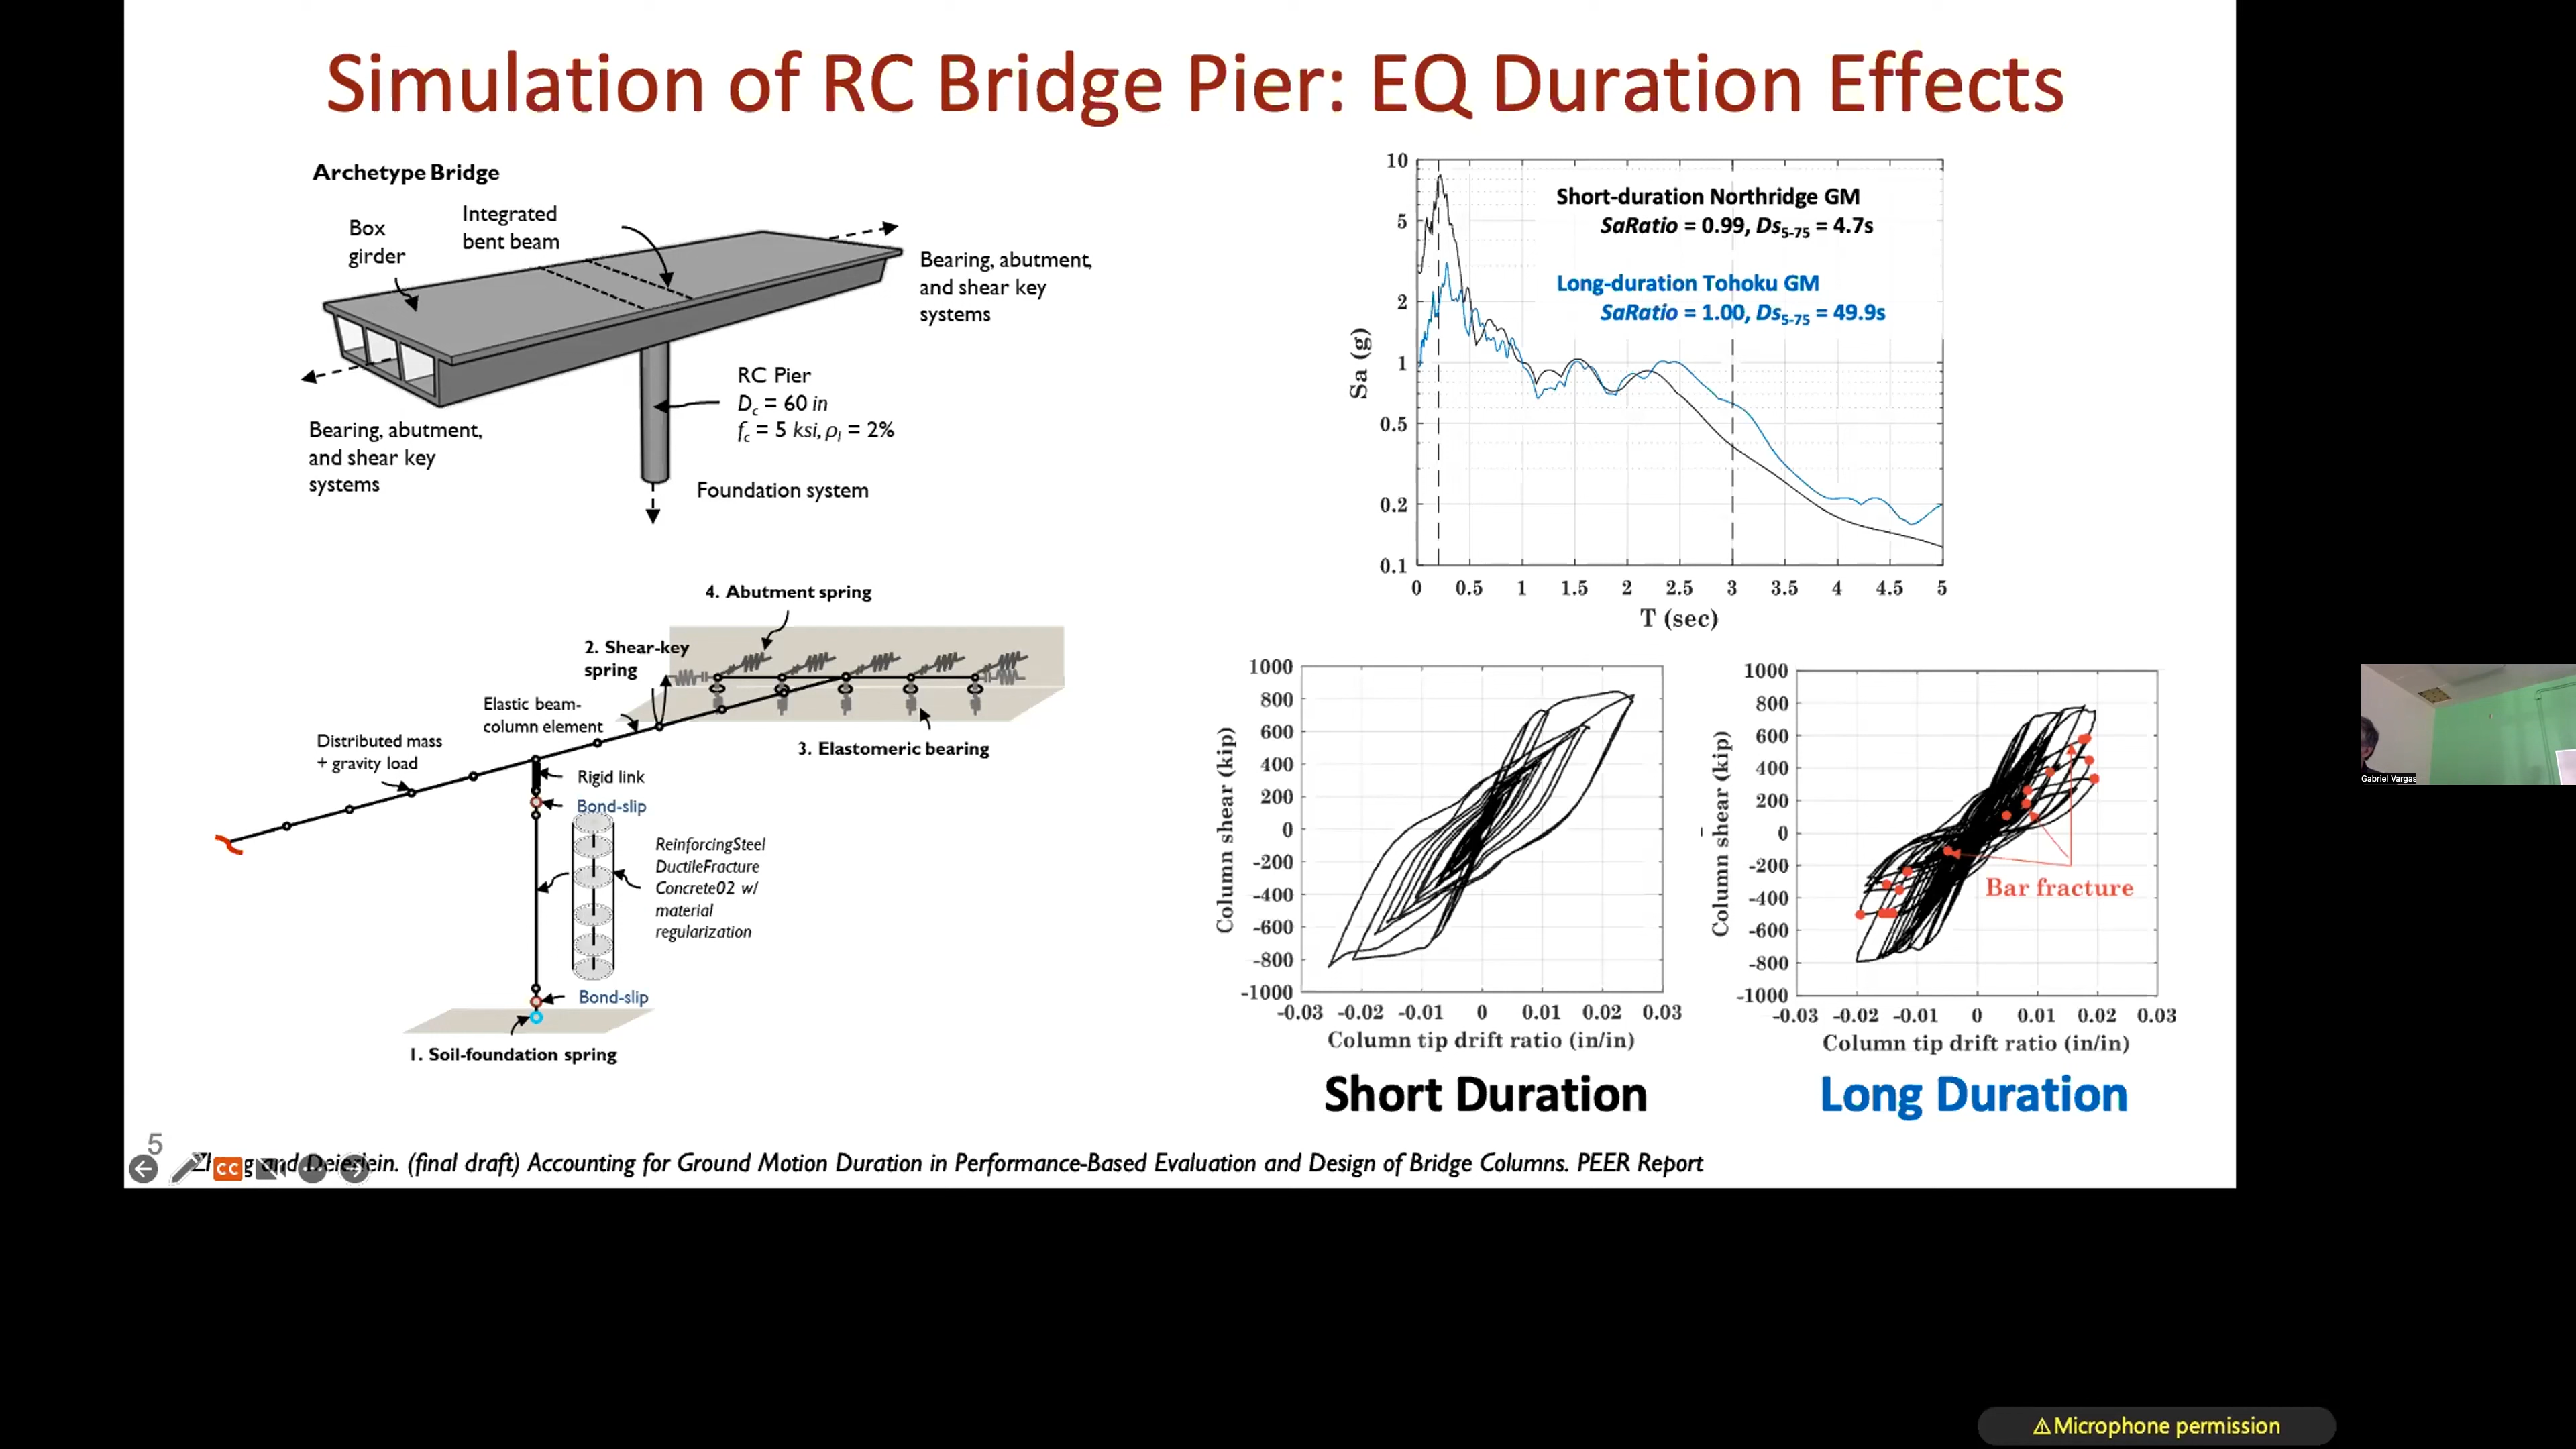 Simulation of RC Bridge Pier: EQ Duration Effects
Archetype Bridge
Box
girder
Integrated
bent beam
Bearing, abutment,
and shear key
systems
RC Pier
Dc = 60 in
fc = 5 ksi, ρl = 2%
Bearing, abutment,
and shear key
systems
Foundation system
4. Abutment spring
2. Shear-key
spring
Elastic beam-
column element
3. Elastomeric bearing
Distributed mass
+ gravity load
Rigid link
Bond-slip
ReinforcingSteel
DuctileFracture
Concrete02 w/
material
regularization
Bond-slip
1. Soil-foundation spring
Short-duration Northridge GM
SaRatio = 0.99, Ds5-75 = 4.7s
Long-duration Tohoku GM
SaRatio = 1.00, Ds5-75 = 49.9s
Sa (g)
10
5
2
1
0.5
0.2
0.1
0 0.5 1 1.5 2 2.5 3 3.5 4 4.5 5
T (sec)
Column shear (kip)
1000
800
600
400
200
0
-200
-400
-600
-800
-1000
-0.03 -0.02 -0.01 0 0.01 0.02 0.03
Column tip drift ratio (in/in)
Short Duration
Column shear (kip)
1000
800
600
400
200
0
-200
-400
-600
-800
-1000
Bar fracture
-0.03 -0.02 -0.01 0 0.01 0.02 0.03
Column tip drift ratio (in/in)
Long Duration
5
CC
and Deierlein. (final draft) Accounting for Ground Motion Duration in Performance-Based Evaluation and Design of Bridge Columns. PEER Report
Gabriel Vargas
Microphone permission